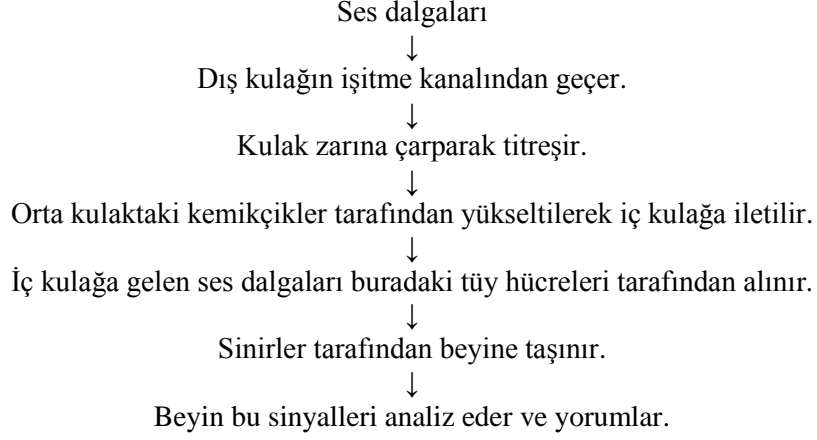 Ses dalgaları
↓
Dış kulağın işitme kanalından geçer.
↓
Kulak zarına çarparak titreşir.
↓
Orta kulaktaki kemikçikler tarafından yükseltilerek iç kulağa iletilir.
↓
İç kulağa gelen ses dalgaları buradaki tüy hücreleri tarafından alınır.
↓
Sinirler tarafından beyine taşınır.
↓
Beyin bu sinyalleri analiz eder ve yorumlar.